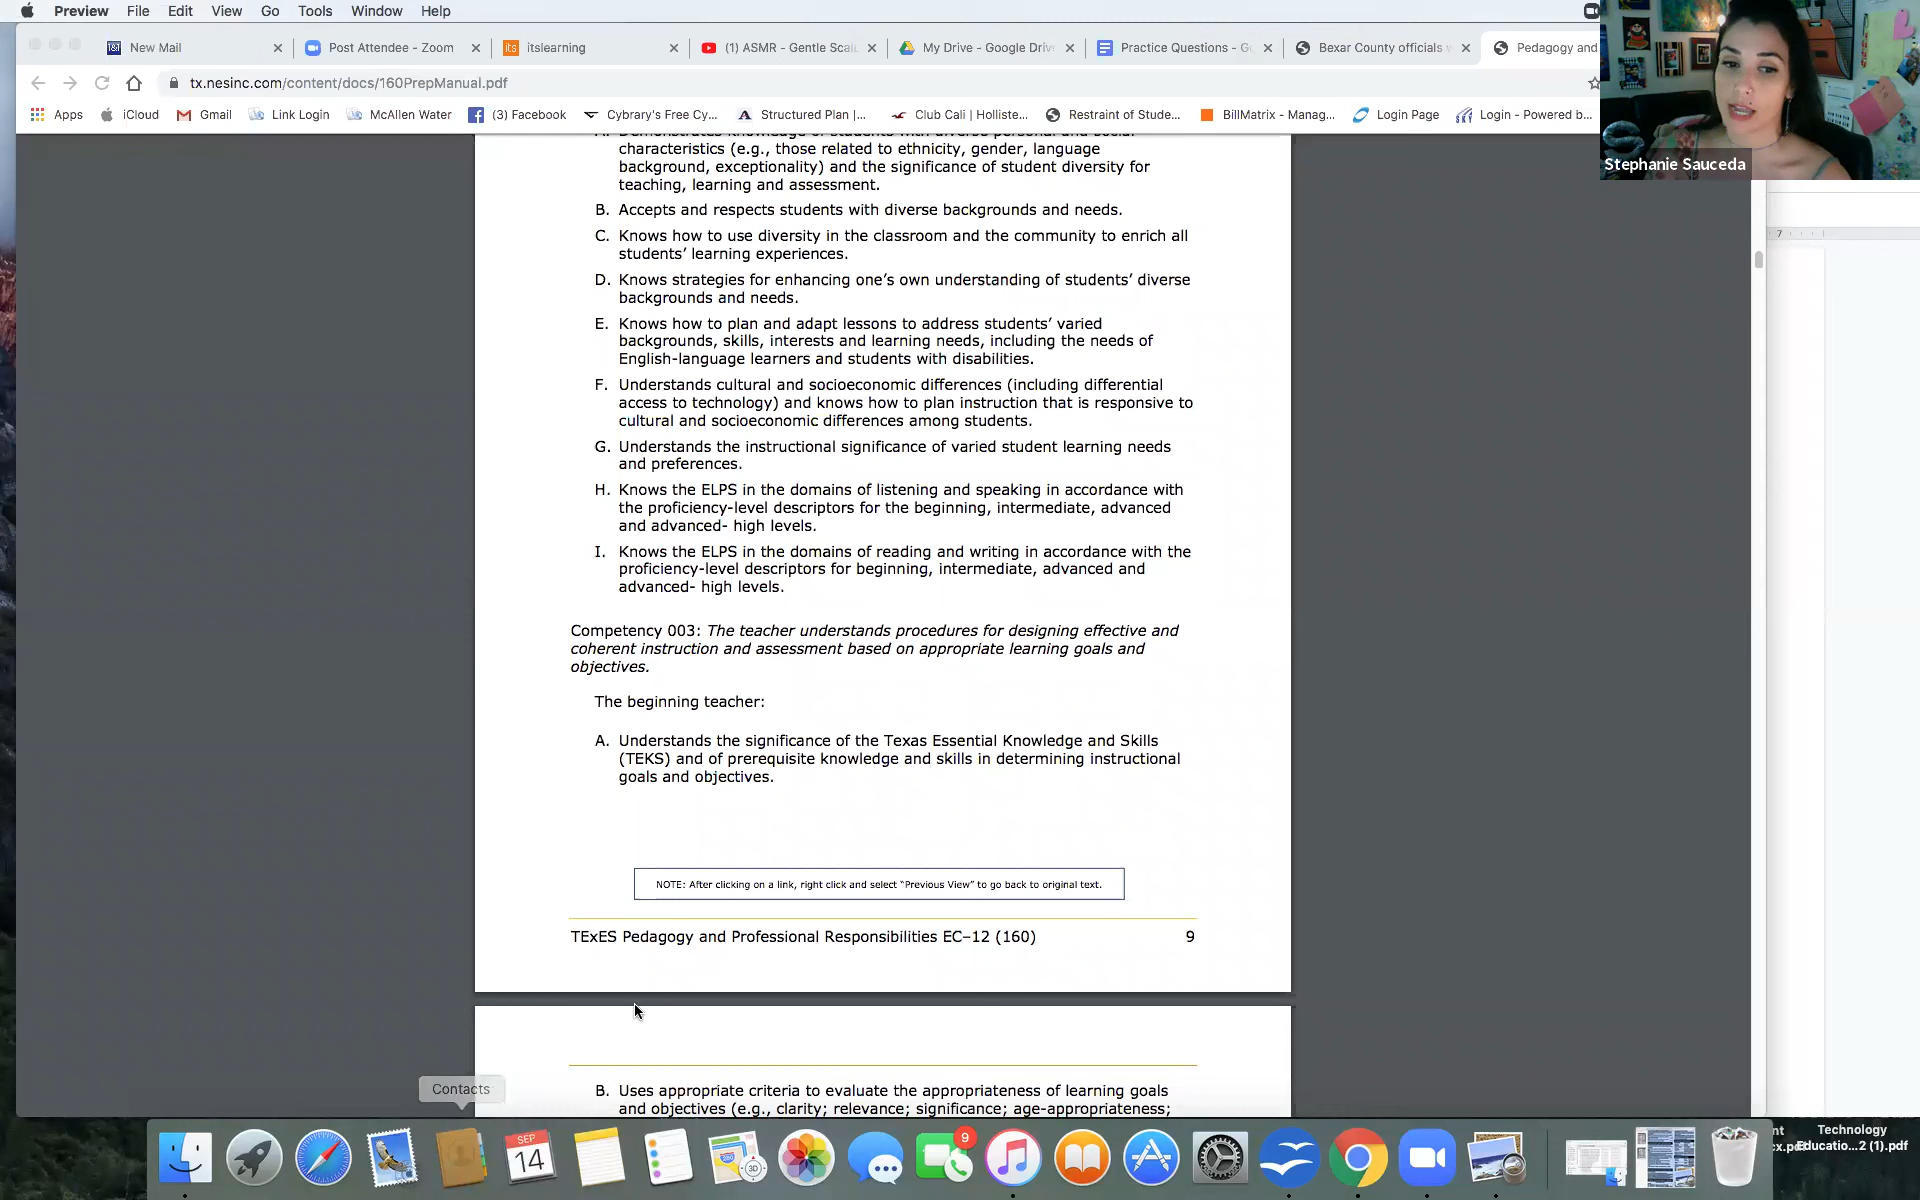 Preview File Edit View Go Tools Window Help
New Mail
Post Attendee - Zoom
itslearning
(1) ASMR - Gentle Scal
My Drive - Google Driv
Practice Questions - G
Bexar County officials
Pedagogy and
tx.nesinc.com/content/docs/160PrepManual.pdf
Apps
iCloud
Gmail
Link Login
McAllen Water
(3) Facebook
Cybrary's Free Cy...
Structured Plan |...
Club Cali | Holliste...
Restraint of Stude...
BillMatrix - Manag...
Login Page
Login - Powered b...
Stephanie Sauceda
A. Demonstrates knowledge of students with diverse personal and social
characteristics (e.g., those related to ethnicity, gender, language
background, exceptionality) and the significance of student diversity for
teaching, learning and assessment.
B. Accepts and respects students with diverse backgrounds and needs.
C. Knows how to use diversity in the classroom and the community to enrich all
students' learning experiences.
D. Knows strategies for enhancing one's own understanding of students' diverse
backgrounds and needs.
E. Knows how to plan and adapt lessons to address students' varied
backgrounds, skills, interests and learning needs, including the needs of
English-language learners and students with disabilities.
F. Understands cultural and socioeconomic differences (including differential
access to technology) and knows how to plan instruction that is responsive to
cultural and socioeconomic differences among students.
G. Understands the instructional significance of varied student learning needs
and preferences.
H. Knows the ELPS in the domains of listening and speaking in accordance with
the proficiency-level descriptors for the beginning, intermediate, advanced
and advanced- high levels.
I. Knows the ELPS in the domains of reading and writing in accordance with the
proficiency-level descriptors for beginning, intermediate, advanced and
advanced- high levels.
Competency 003: The teacher understands procedures for designing effective and
coherent instruction and assessment based on appropriate learning goals and
objectives.
The beginning teacher:
A. Understands the significance of the Texas Essential Knowledge and Skills
(TEKS) and of prerequisite knowledge and skills in determining instructional
goals and objectives.
NOTE: After clicking on a link, right click and select "Previous View" to go back to original text.
TExES Pedagogy and Professional Responsibilities EC–12 (160) 9
B. Uses appropriate criteria to evaluate the appropriateness of learning goals
and objectives (e.g., clarity; relevance; significance; age-appropriateness;
Contacts
7
SEP
14
280
3D
9
nt
cx.pdf
Technology
Educatio...2 (1).pdf